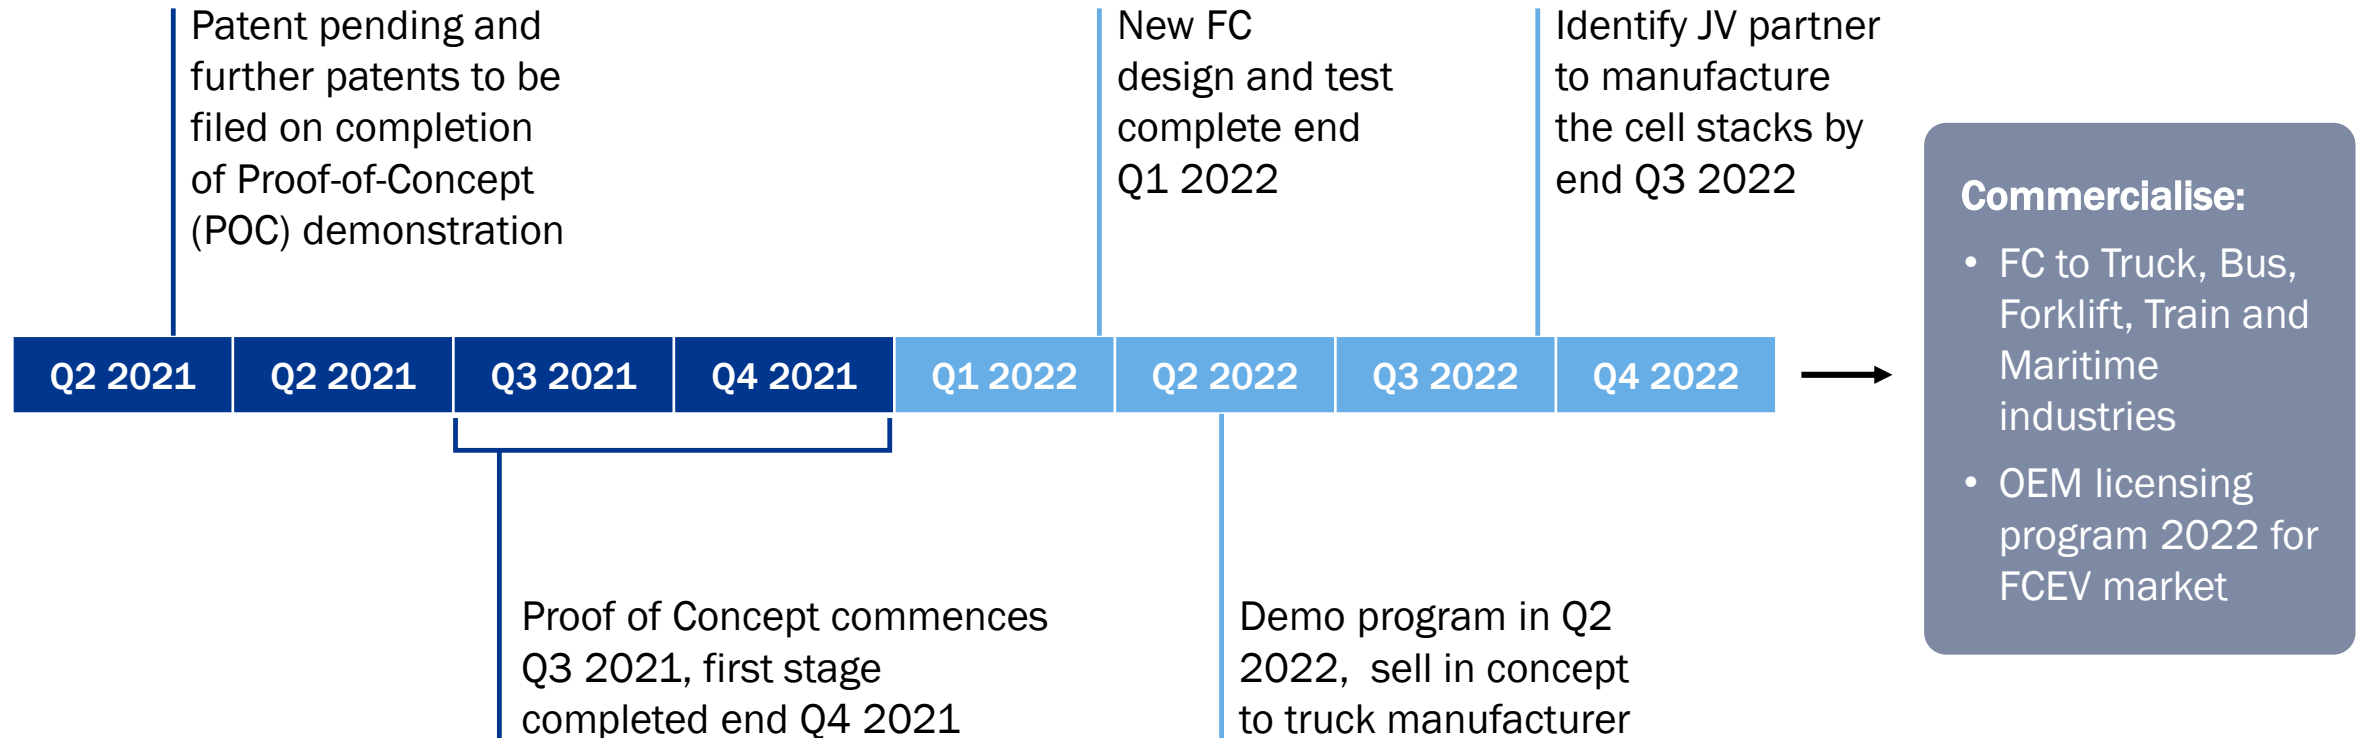 Patent pending and
further patents to be
filed on completion
of Proof-of-Concept
(POC) demonstration
New FC
design and test
complete end
Q1 2022
Identify JV partner
to manufacture
the cell stacks by
end Q3 2022
Q2 2021
Q2 2021
Q3 2021
Q4 2021
Q1 2022
Q2 2022
Q3 2022
Q4 2022
Proof of Concept commences
Q3 2021, first stage
completed end Q4 2021
Demo program in Q2
2022,  sell in concept
to truck manufacturer
Commercialise:
• FC to Truck, Bus,
Forklift, Train and
Maritime
industries
• OEM licensing
program 2022 for
FCEV market